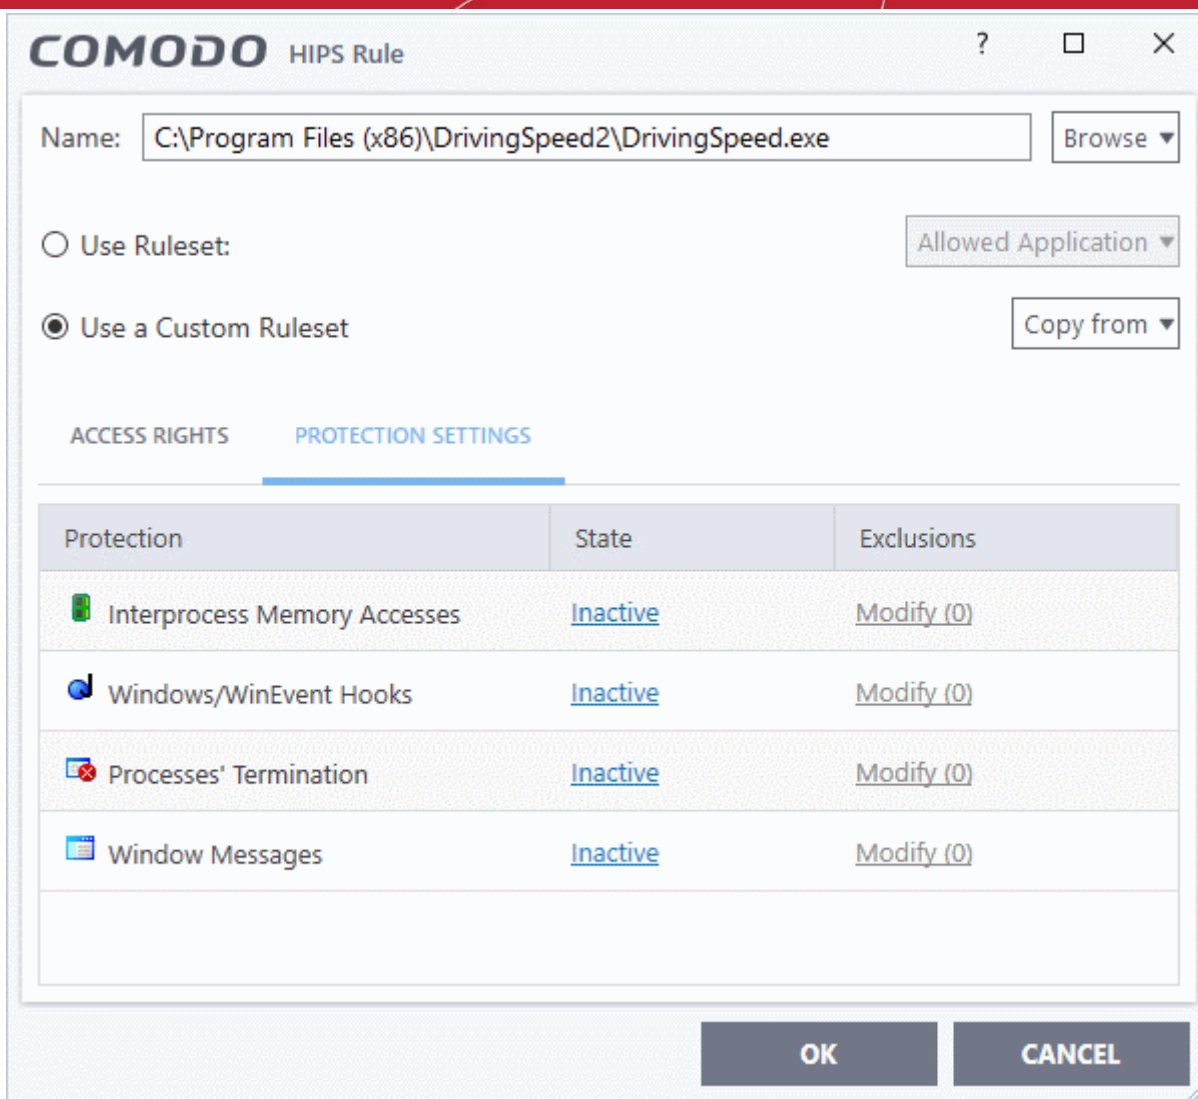 COMODO HIPS Rule ?
Name: C:\Program Files (x86)\DrivingSpeed2\DrivingSpeed.exe Browse
Use Ruleset: Allowed Application
Use a Custom Ruleset Copy from
ACCESS RIGHTS PROTECTION SETTINGS
Protection State Exclusions
Interprocess Memory Accesses Inactive Modify (0)
Windows/WinEvent Hooks Inactive Modify (0)
Processes' Termination Inactive Modify (0)
Window Messages Inactive Modify (0)
OK CANCEL